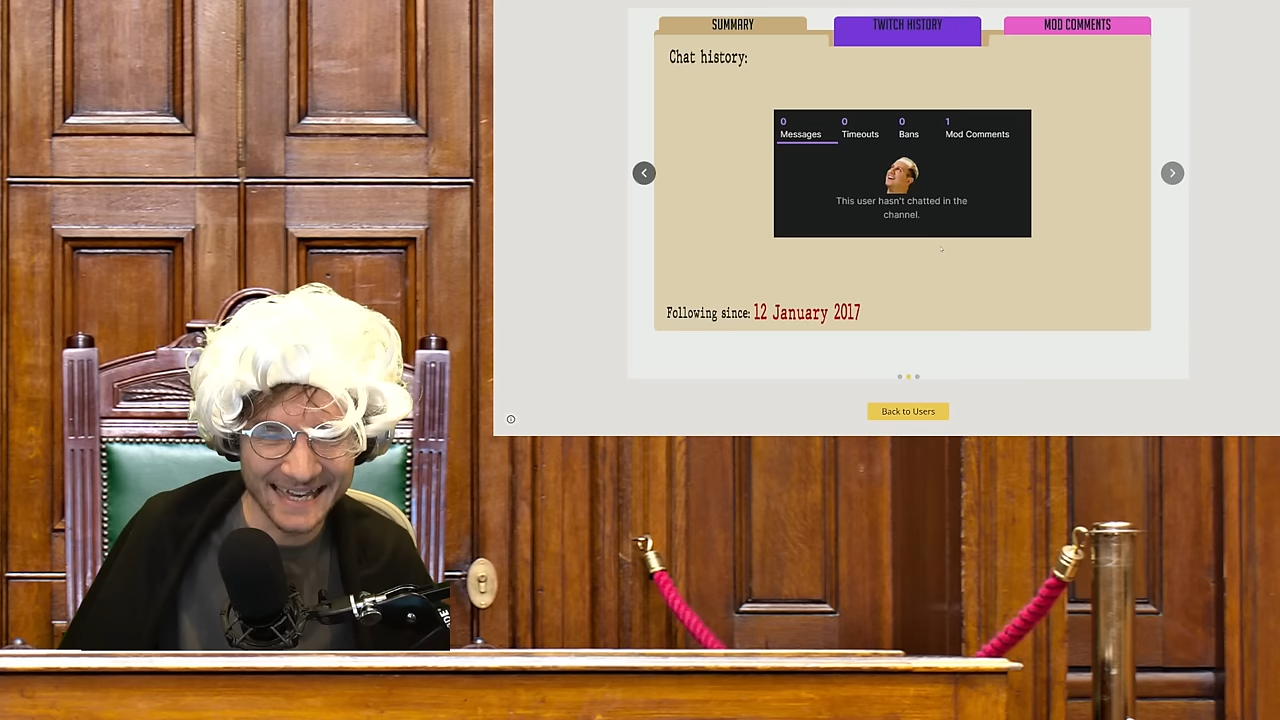 SUMMARY
TWITCH HISTORY
MOD COMMENTS
Chat history:
0 0 0 1
Messages Timeouts Bans Mod Comments
This user hasn't chatted in the
channel.
Following since: 12 January 2017
Back to Users